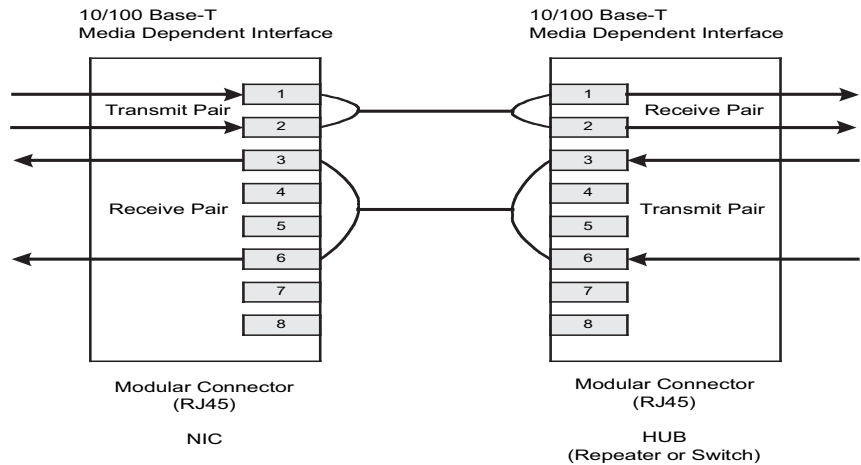 10/100 Base-T
Media Dependent Interface
10/100 Base-T
Media Dependent Interface
1
Transmit Pair
2
3
4
Receive Pair
5
6
7
8
1
Receive Pair
2
3
4
Transmit Pair
5
6
7
8
Modular Connector
(RJ45)
NIC
Modular Connector
(RJ45)
HUB
(Repeater or Switch)